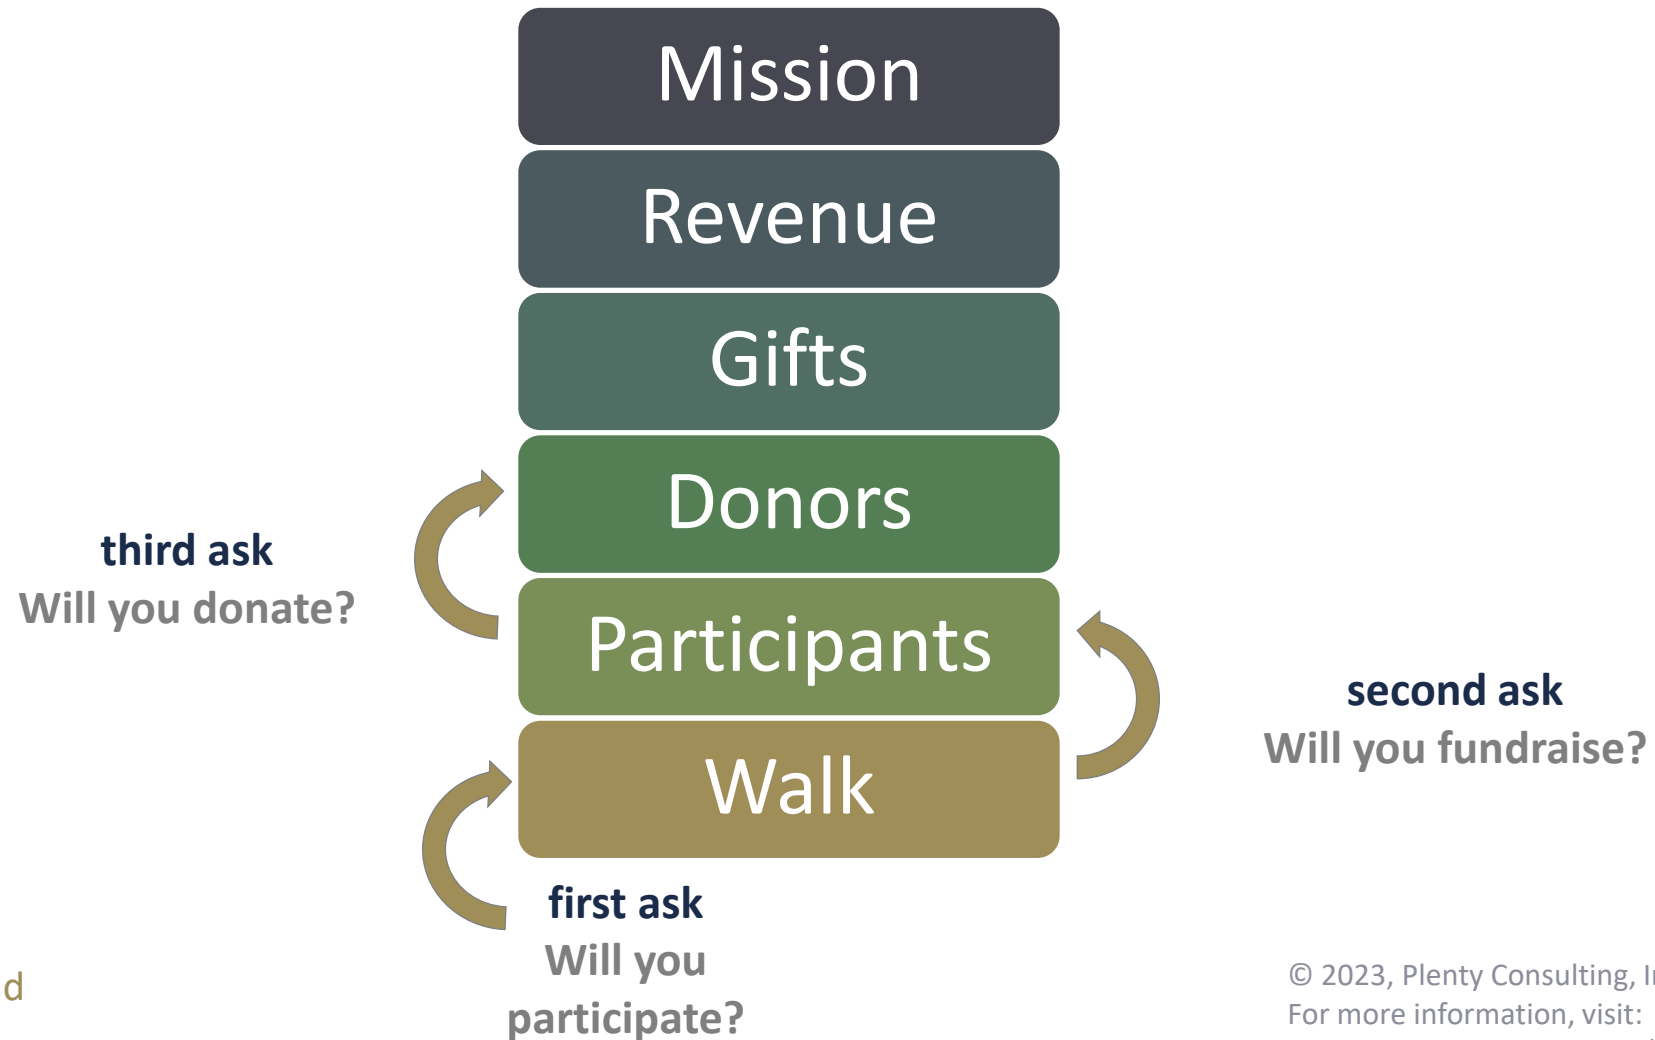 Mission
Revenue
Gifts
Donors
third ask
Will you donate?
Participants
second ask
Will you fundraise?
Walk
first ask
Will you
participate?
d
© 2023, Plenty Consulting, I
For more information, visit: